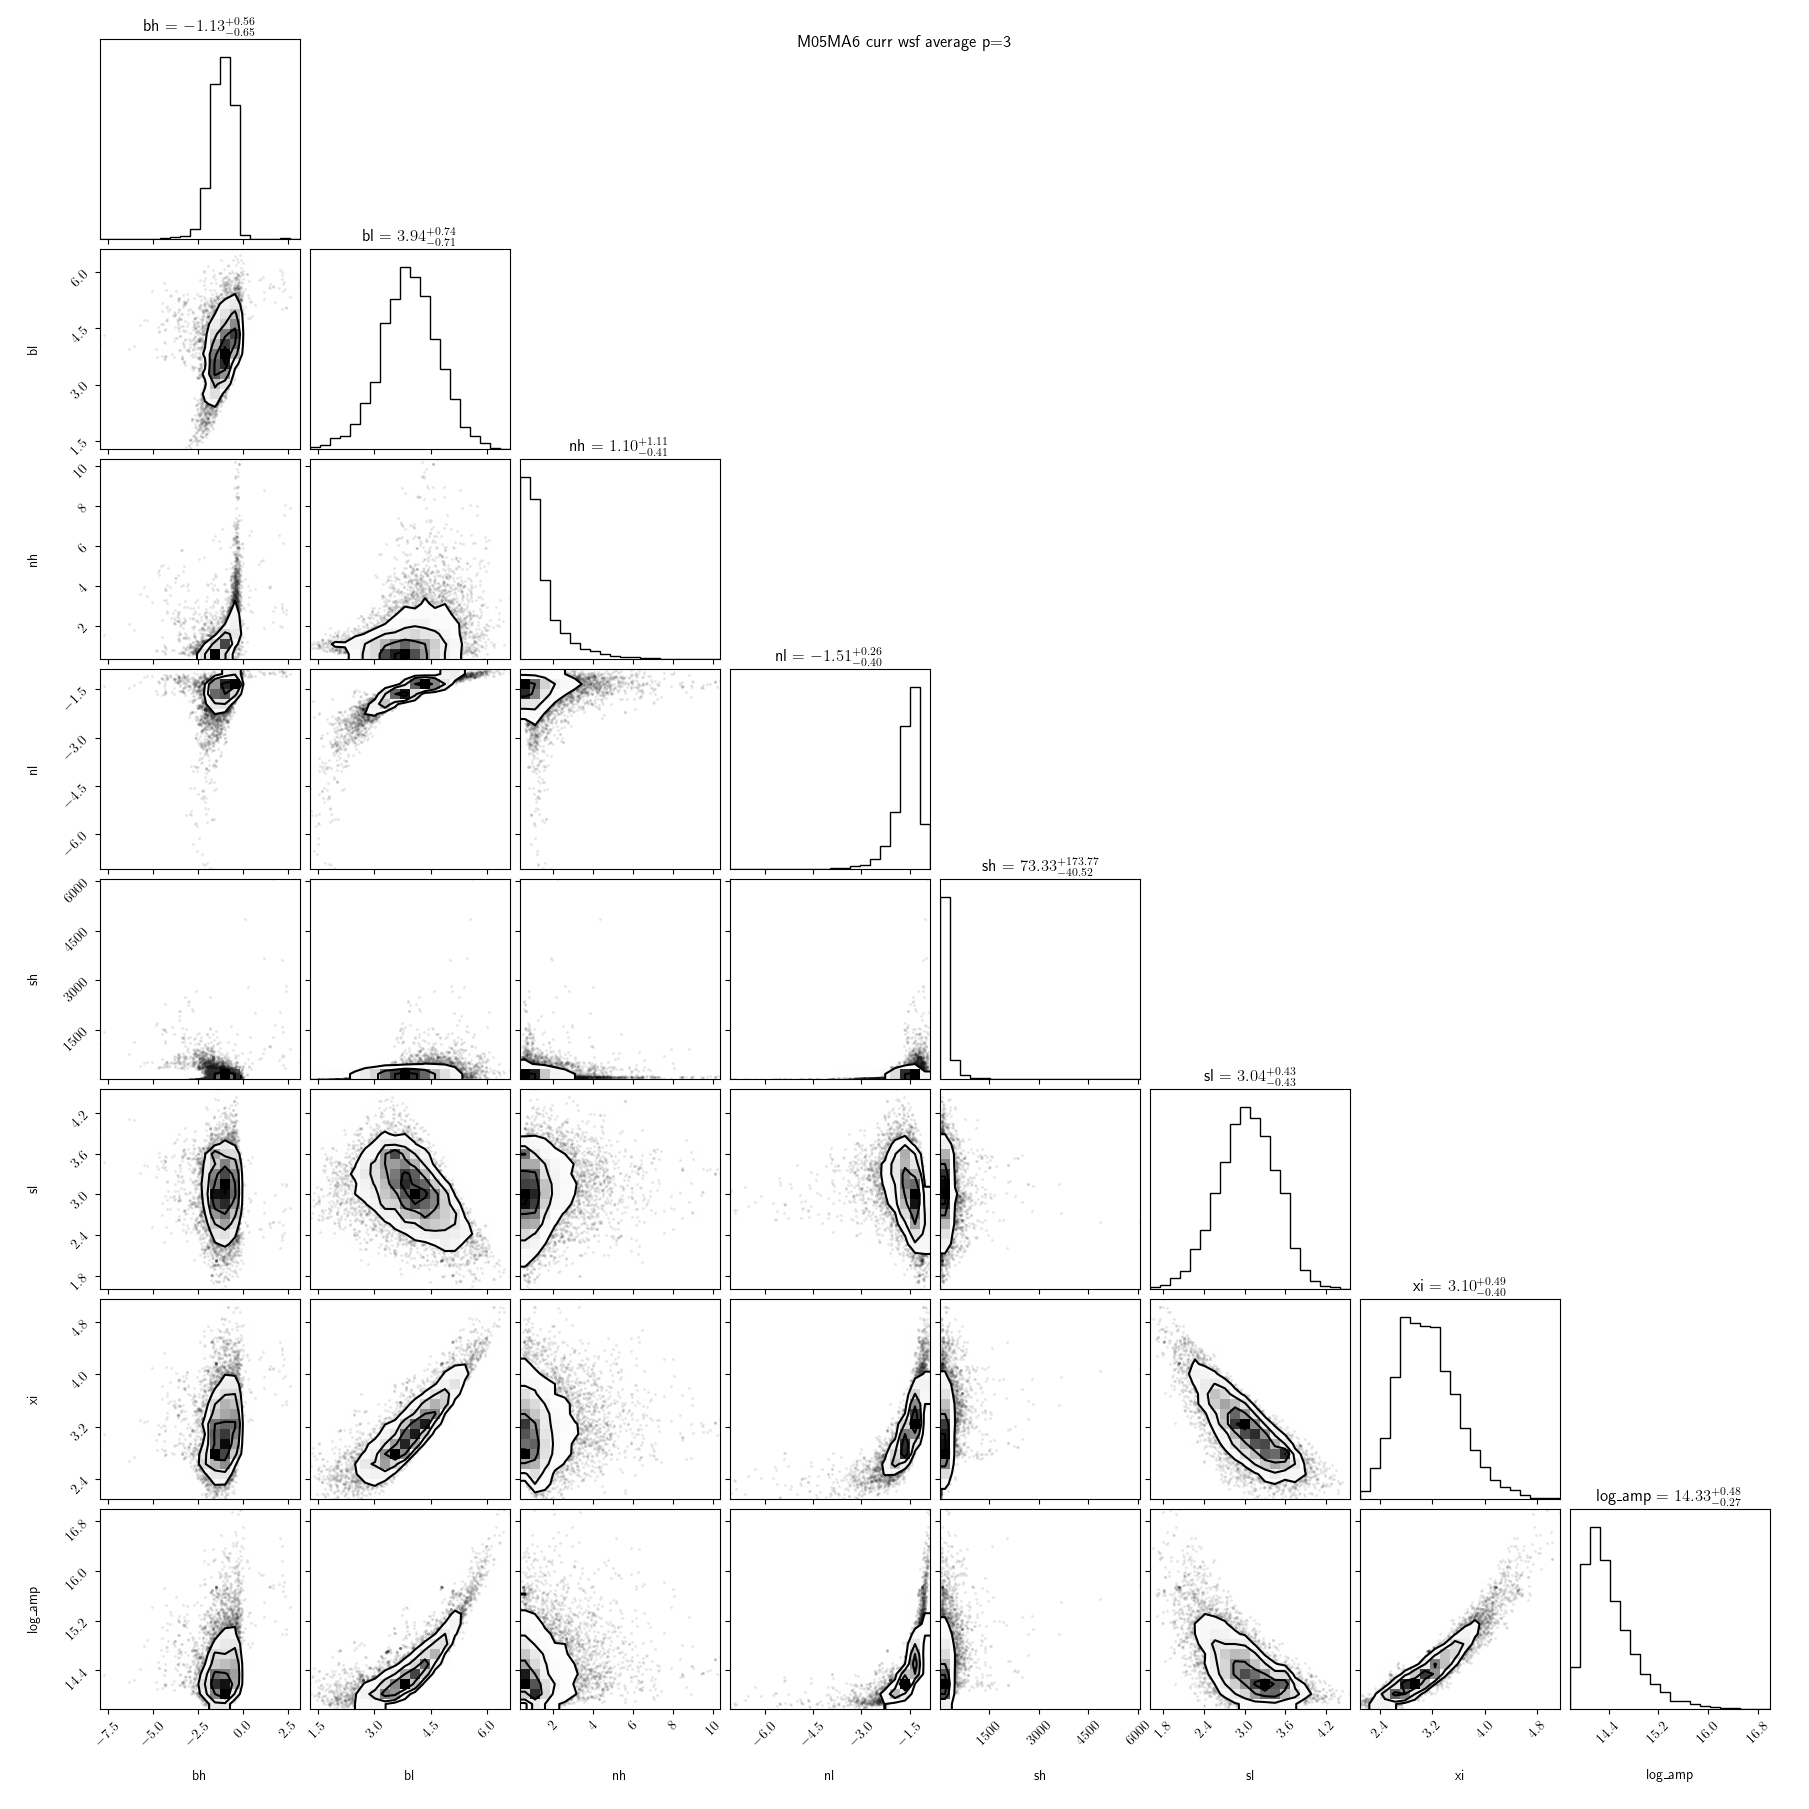 M05MA6 curr wsf average p=3
bh = −1.13 +0.56 −0.65
bl = 3.94 +0.74 −0.71
6.0
4.5
3.0
1.5
bl
nh = 1.10 +1.11 −0.41
10
8
6
4
2
nh
nl = −1.51 +0.26 −0.40
−1.5
−3.0
−4.5
−6.0
nl
sh = 73.33 +173.77 −40.52
6000
4500
3000
1500
sh
sl = 3.04 +0.43 −0.43
4.2
3.6
3.0
2.4
1.8
sl
xi = 3.10 +0.49 −0.40
4.8
4.0
3.2
2.4
xi
log_amp = 14.33 +0.48 −0.27
16.8
16.0
15.2
14.4
log_amp
−7.5 −5.0 −2.5 0.0 2.5 1.5 3.0 4.5 6.0 2 4 6 8 10 −6.0 −4.5 −3.0 −1.5 1500 3000 4500 6000 1.8 2.4 3.0 3.6 4.2 2.4 3.2 4.0 4.8 14.4 15.2 16.0 16.8
bh bl nh nl sh sl xi log_amp